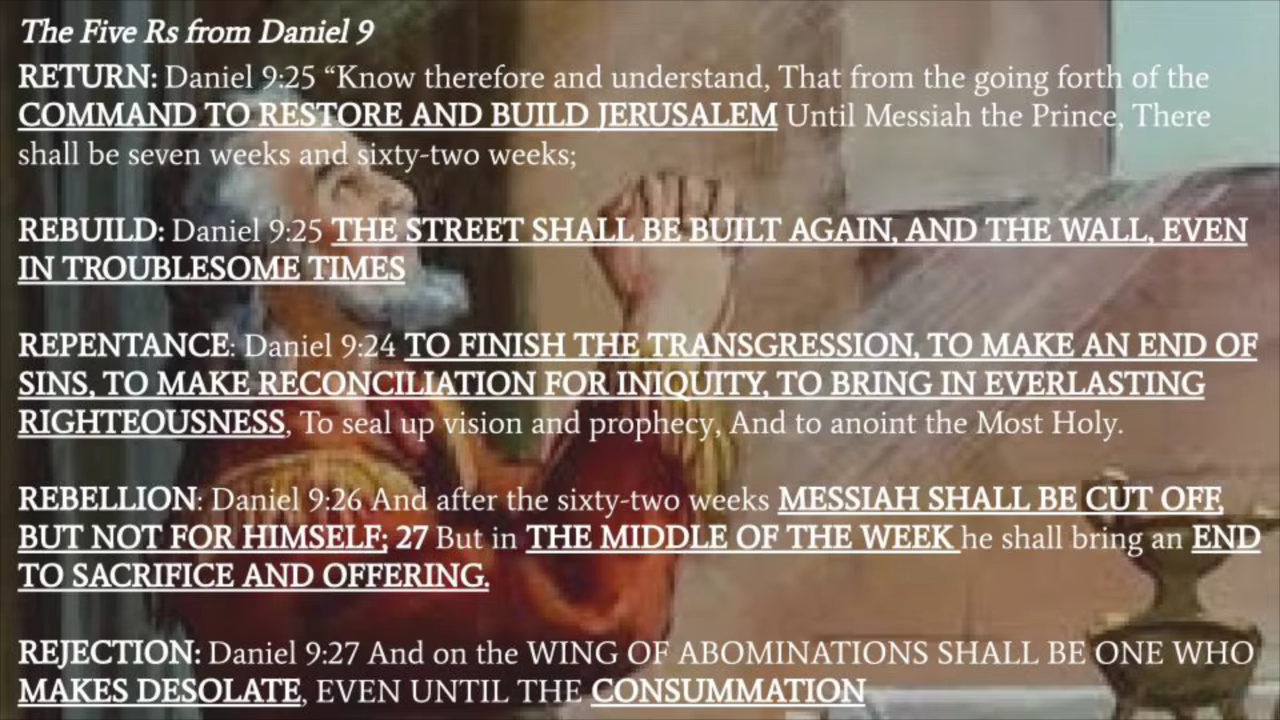 The Five Rs from Daniel 9
RETURN: Daniel 9:25 “Know therefore and understand, That from the going forth of the
COMMAND TO RESTORE AND BUILD JERUSALEM Until Messiah the Prince, There
shall be seven weeks and sixty-two weeks;
REBUILD: Daniel 9:25 THE STREET SHALL BE BUILT AGAIN, AND THE WALL, EVEN
IN TROUBLESOME TIMES
REPENTANCE: Daniel 9:24 TO FINISH THE TRANSGRESSION, TO MAKE AN END OF
SINS, TO MAKE RECONCILIATION FOR INIQUITY, TO BRING IN EVERLASTING
RIGHTEOUSNESS, To seal up vision and prophecy, And to anoint the Most Holy.
REBELLION: Daniel 9:26 And after the sixty-two weeks MESSIAH SHALL BE CUT OFF,
BUT NOT FOR HIMSELF; 27 But in THE MIDDLE OF THE WEEK he shall bring an END
TO SACRIFICE AND OFFERING.
REJECTION: Daniel 9:27 And on the WING OF ABOMINATIONS SHALL BE ONE WHO
MAKES DESOLATE, EVEN UNTIL THE CONSUMMATION